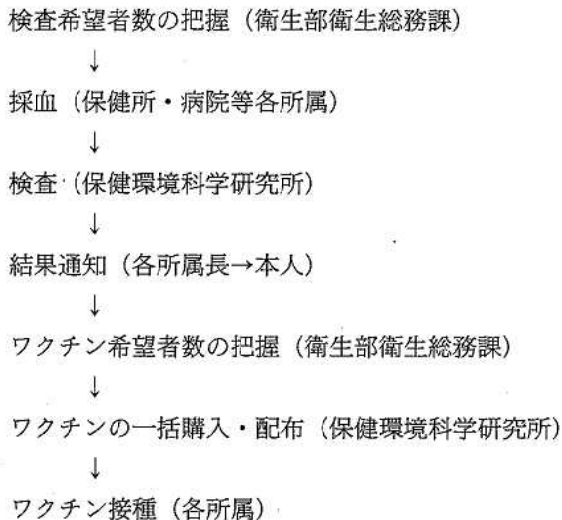 検査希望者数の把握（衛生部衛生総務課）
↓
採血（保健所・病院等各所属）
↓
検査（保健環境科学研究所）
↓
結果通知（各所属長→本人）
↓
ワクチン希望者数の把握（衛生部衛生総務課）
↓
ワクチンの一括購入・配布（保健環境科学研究所）
↓
ワクチン接種（各所属）